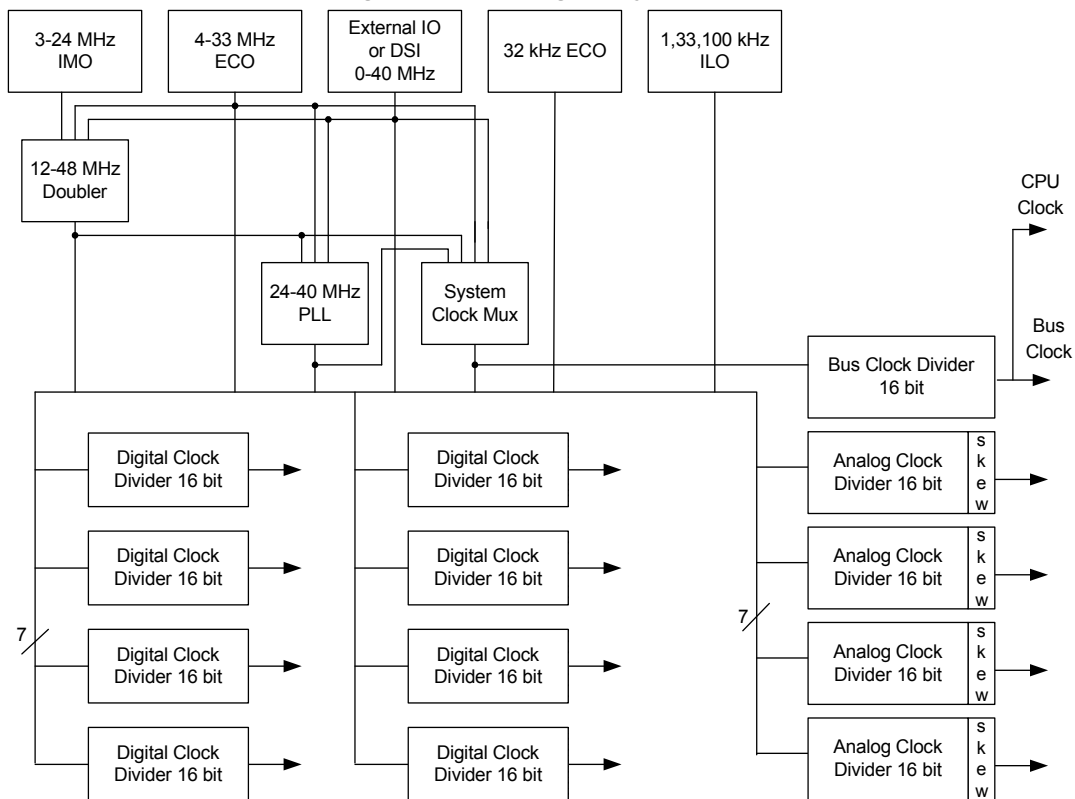 3-24 MHz
IMO
4-33 MHz
ECO
External IO
or DSI
0-40 MHz
32 kHz ECO
1,33,100 kHz
ILO
12-48 MHz
Doubler
CPU
Clock
24-40 MHz
PLL
System
Clock Mux
Bus
Clock
Bus Clock Divider
16 bit
Digital Clock
Divider 16 bit
Digital Clock
Divider 16 bit
Analog Clock
Divider 16 bit
s
k
e
w
Digital Clock
Divider 16 bit
Digital Clock
Divider 16 bit
Analog Clock
Divider 16 bit
s
k
e
w
7
7
Digital Clock
Divider 16 bit
Digital Clock
Divider 16 bit
Analog Clock
Divider 16 bit
s
k
e
w
Digital Clock
Divider 16 bit
Digital Clock
Divider 16 bit
Analog Clock
Divider 16 bit
s
k
e
w